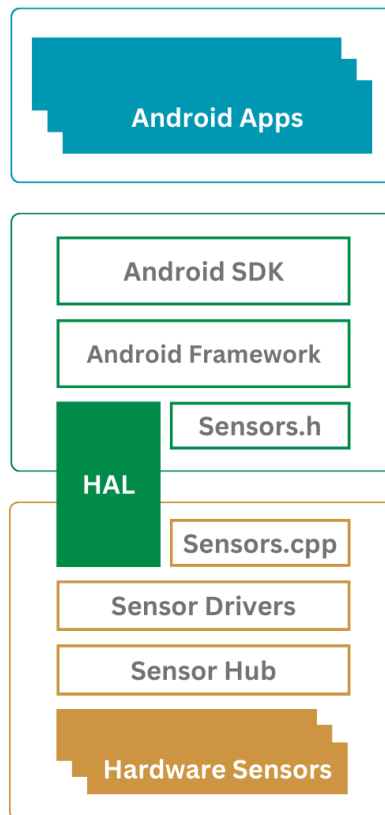 Android Apps
Android SDK
Android Framework
Sensors.h
HAL
Sensors.cpp
Sensor Drivers
Sensor Hub
Hardware Sensors